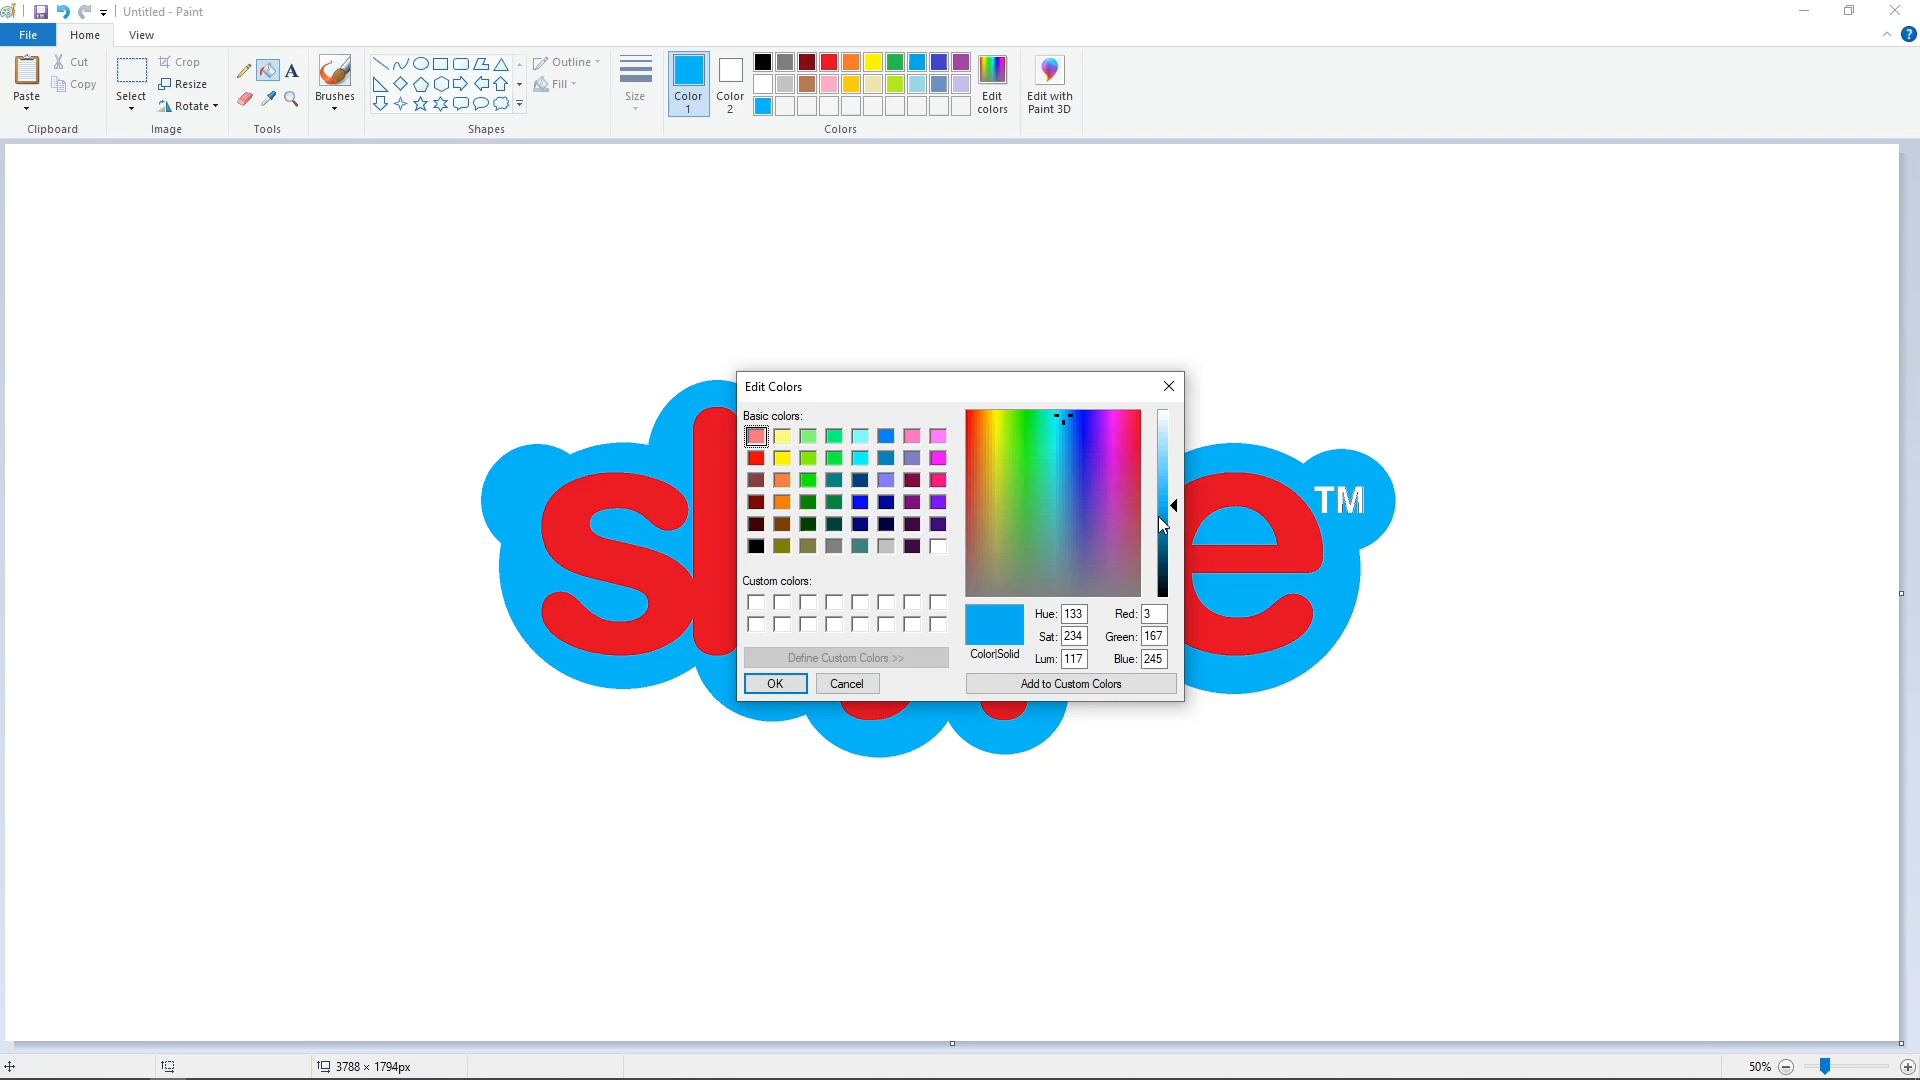 Untitled - Paint
File Home View
Paste
Cut
Copy
Clipboard
Select
Crop
Resize
Rotate
Image
Tools
Brushes
Shapes
Outline
Fill
Size
Color 1
Color 2
Edit colors
Colors
Edit with Paint 3D
s
e
TM
Edit Colors
Basic colors:
Custom colors:
Define Custom Colors >>
OK Cancel
Color|Solid
Hue: 133 Red: 3
Sat: 234 Green: 167
Lum: 117 Blue: 245
Add to Custom Colors
3788 × 1794px
50%